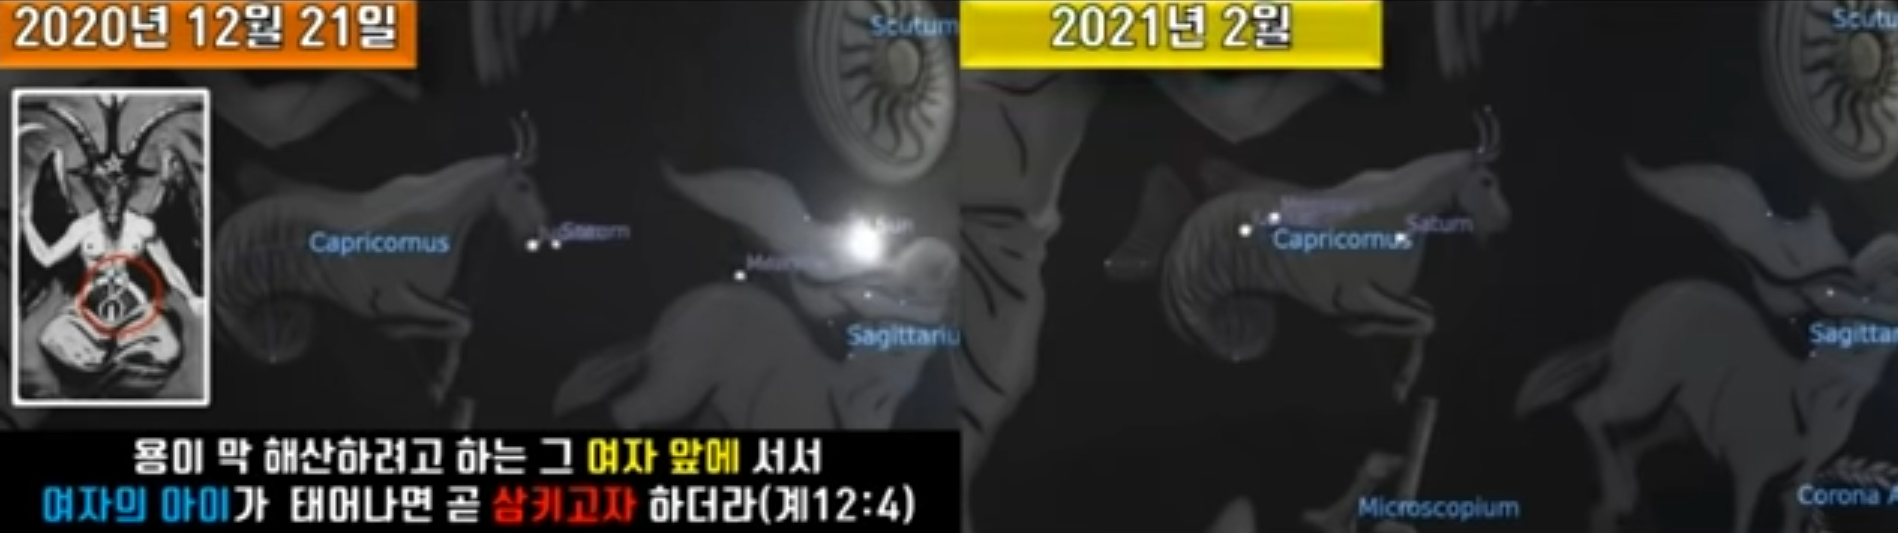 2020년 12월 21일
Scutum
Capricornus
Saturn
Sun
Sagittariu
용이 막 해산하려고 하는 그 여자 앞에 서서
여자의 아이가 태어나면 곧 삼키고자 하더라(계12:4)
2021년 2월
Scutu
Capricornus
Saturn
Sagittar
Microscopium
Corona A